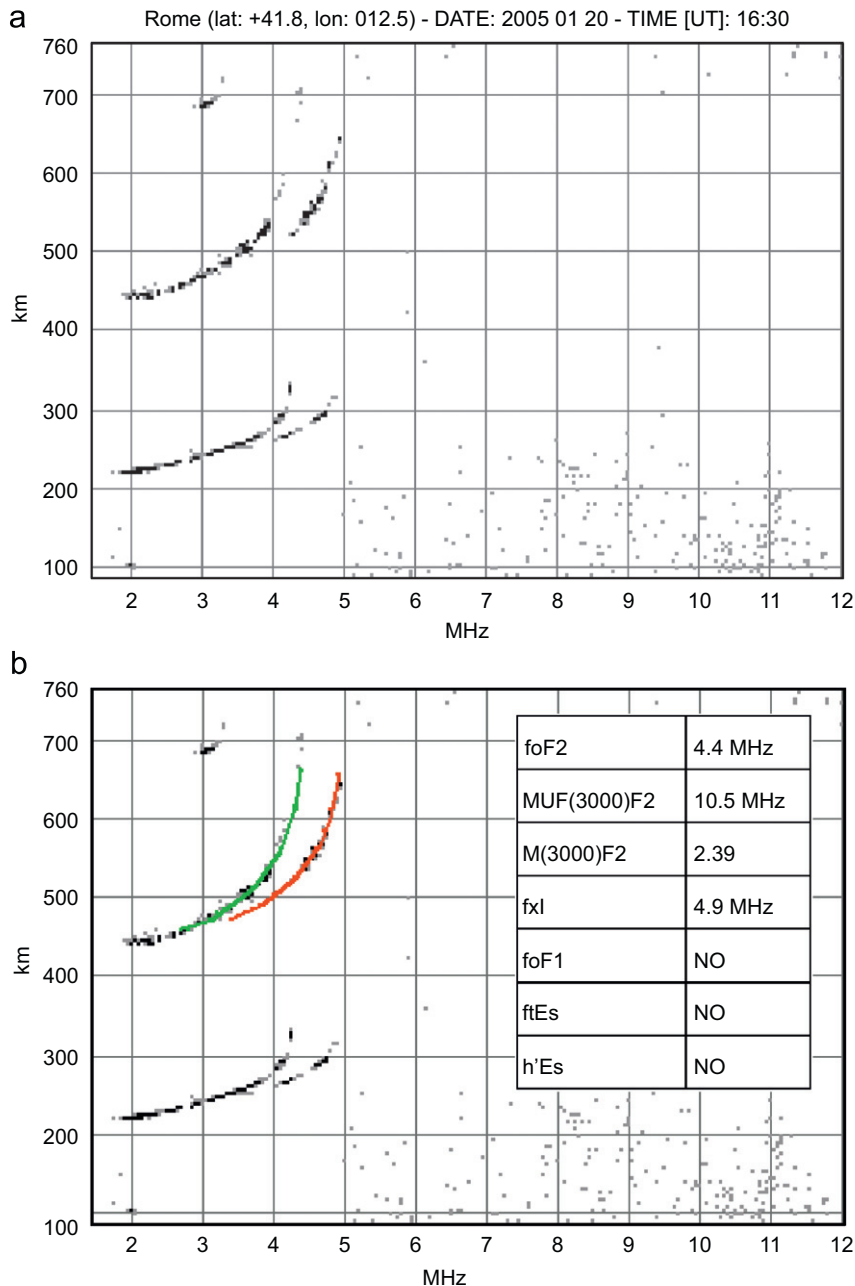 a
Rome (lat: +41.8, lon: 012.5) - DATE: 2005 01 20 - TIME [UT]: 16:30
760
700
600
500
400
300
200
100
km
2 3 4 5 6 7 8 9 10 11 12
MHz
b
760
700
600
500
400
300
200
100
km
foF2 4.4 MHz
MUF(3000)F2 10.5 MHz
M(3000)F2 2.39
fxI 4.9 MHz
foF1 NO
ftEs NO
h'Es NO
2 3 4 5 6 7 8 9 10 11 12
MHz